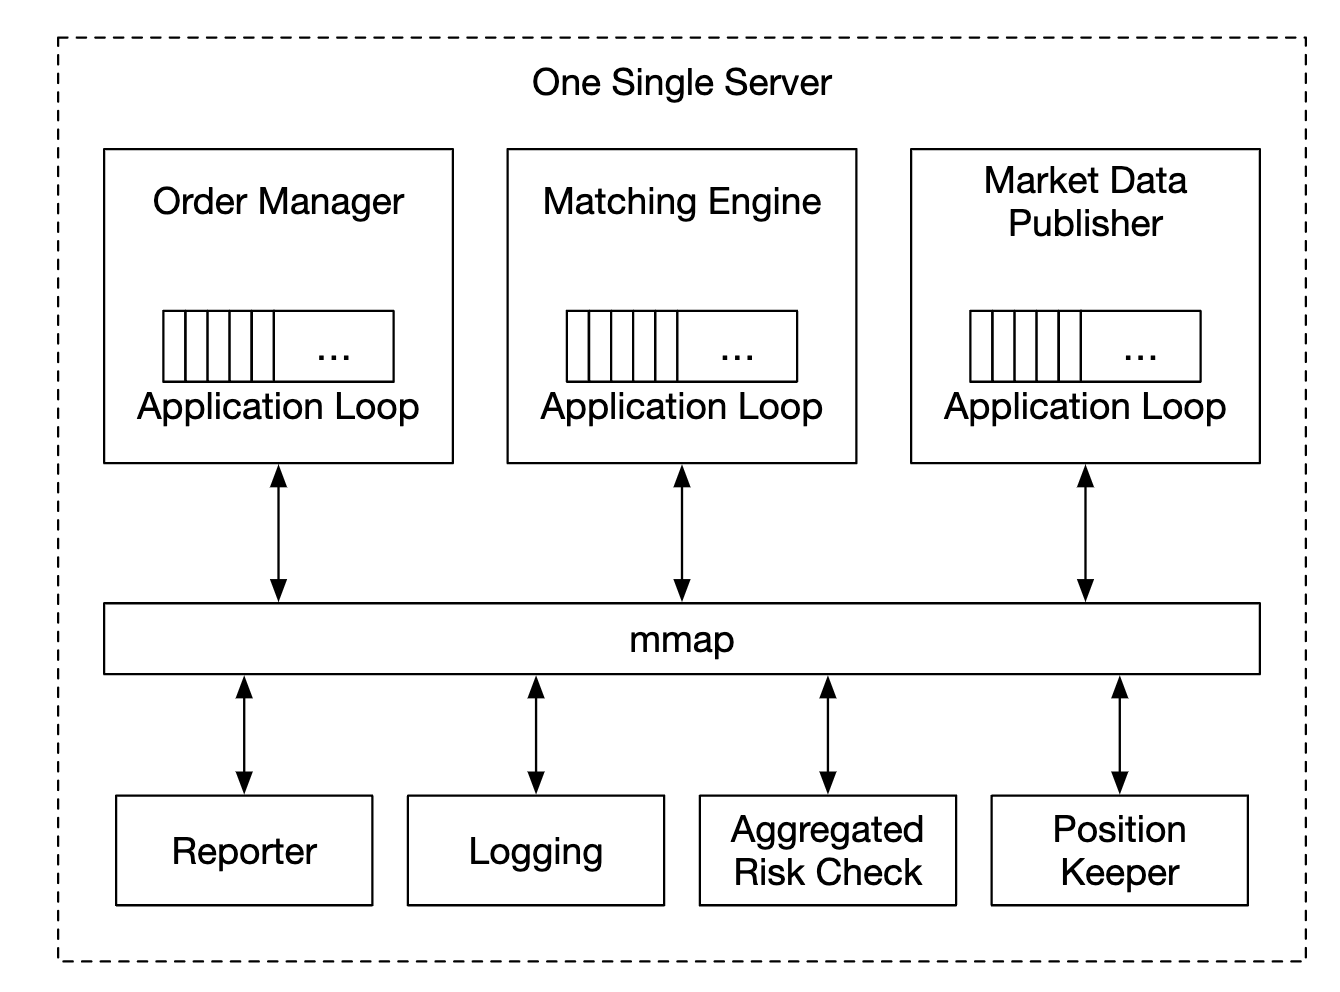 One Single Server
Order Manager
Matching Engine
Market Data
Publisher
...
...
...
Application Loop
Application Loop
Application Loop
mmap
Reporter
Logging
Aggregated
Risk Check
Position
Keeper